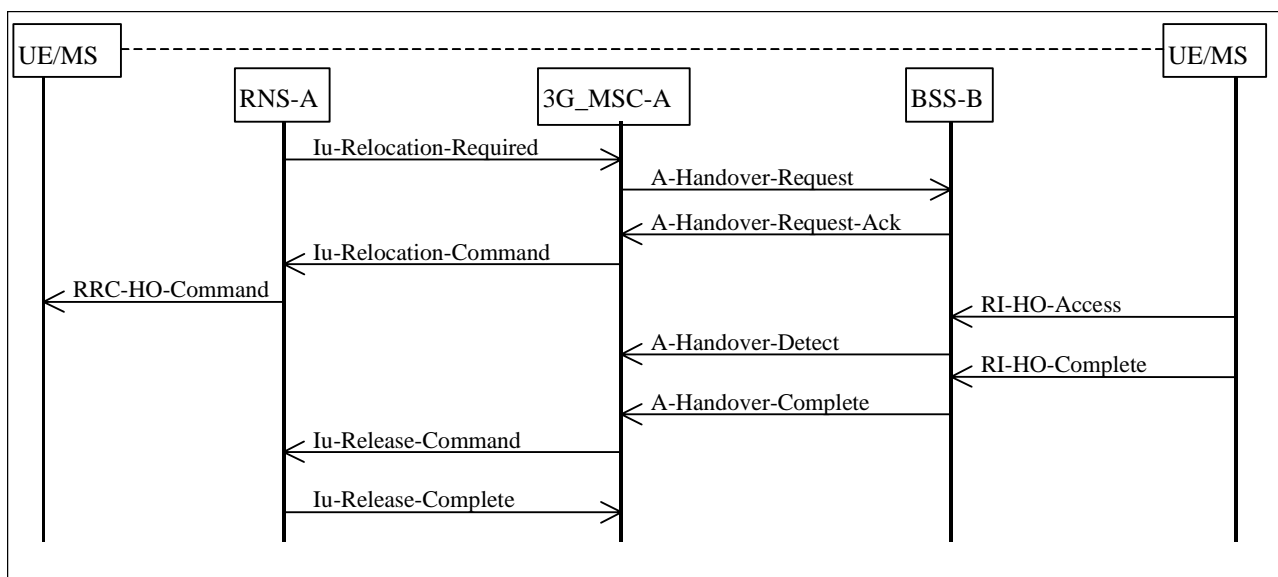 UE/MS
UE/MS
RNS-A
3G_MSC-A
BSS-B
Iu-Relocation-Required
A-Handover-Request
A-Handover-Request-Ack
Iu-Relocation-Command
RRC-HO-Command
RI-HO-Access
A-Handover-Detect
RI-HO-Complete
A-Handover-Complete
Iu-Release-Command
Iu-Release-Complete